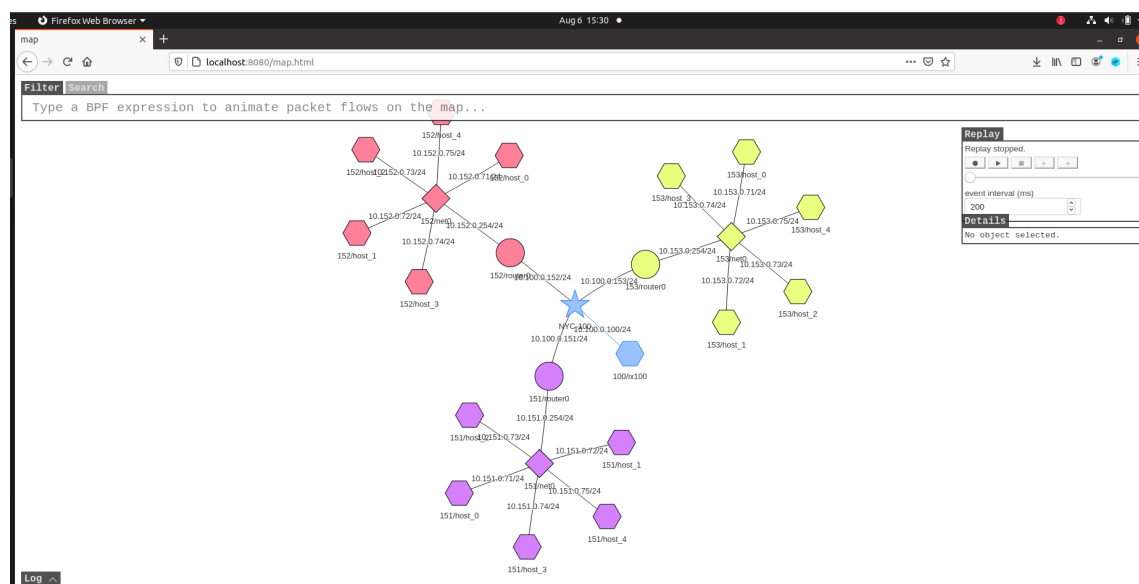 es Firefox Web Browser Aug 6 15:30
map
localhost:8080/map.html
Filter Search
Type a BPF expression to animate packet flows on the map...
Replay
Replay stopped.
event interval (ms)
200
Details
No object selected.
152/host_4
10.152.0.75/24
152/host_2
10.152.0.73/24
10.152.0.71/24
152/host_0
10.152.0.72/24
152/net0
10.152.0.254/24
152/host_1
10.152.0.74/24
152/host_3
152/router0
10.100.0.152/24
153/host_0
10.153.0.71/24
153/host_3
10.153.0.74/24
10.153.0.75/24
153/host_4
10.153.0.254/24
153/net0
10.153.0.73/24
10.153.0.72/24
153/host_2
153/host_1
10.100.0.153/24
153/router0
NYC-100
10.100.0.100/24
10.100.0.151/24
100/ix100
151/router0
10.151.0.254/24
151/host_2
10.151.0.73/24
10.151.0.72/24
151/host_1
10.151.0.71/24
151/net0
10.151.0.75/24
151/host_0
10.151.0.74/24
151/host_4
151/host_3
Log